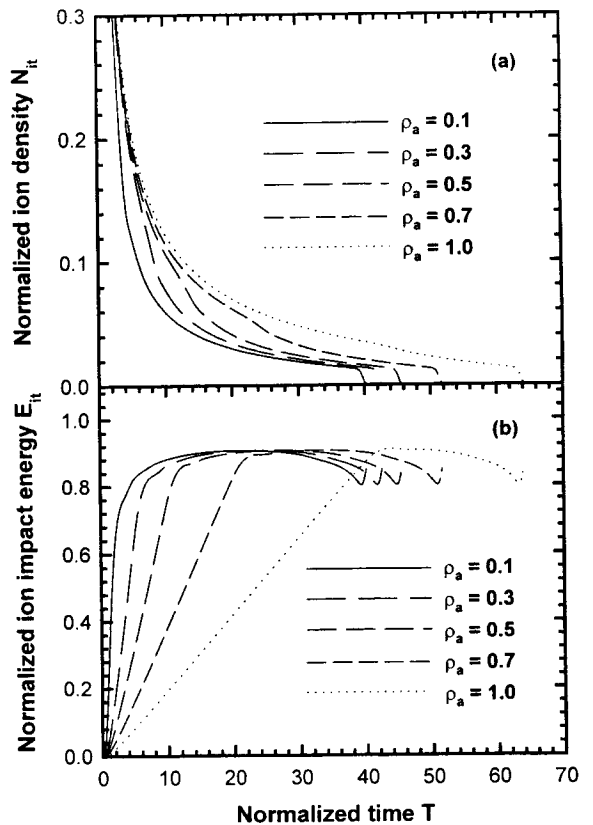 Normalized ion density N_it
0.3
0.2
0.1
0.0
(a)
ρ_a = 0.1
ρ_a = 0.3
ρ_a = 0.5
ρ_a = 0.7
ρ_a = 1.0
Normalized ion impact energy E_it
1.0
0.8
0.6
0.4
0.2
0.0
(b)
ρ_a = 0.1
ρ_a = 0.3
ρ_a = 0.5
ρ_a = 0.7
ρ_a = 1.0
0 10 20 30 40 50 60 70
Normalized time T